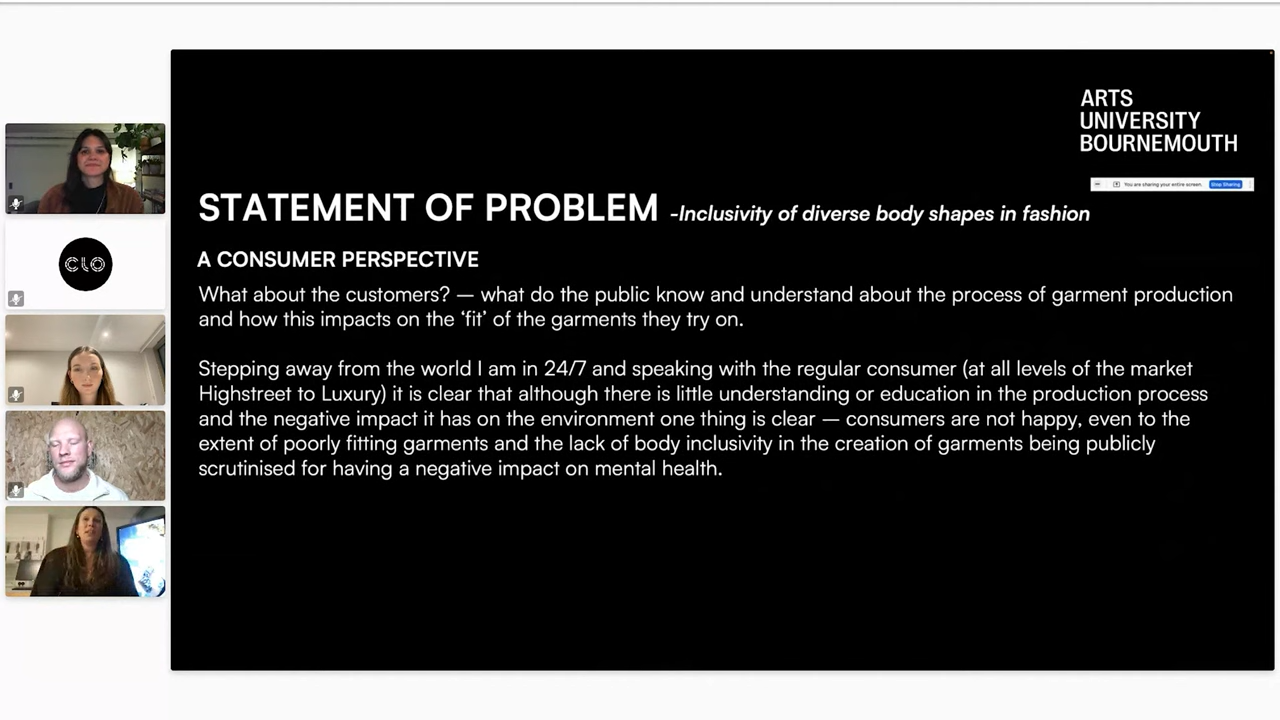 ARTS
UNIVERSITY
BOURNEMOUTH
You are sharing your entire screen.
Stop Sharing
STATEMENT OF PROBLEM -Inclusivity of diverse body shapes in fashion
A CONSUMER PERSPECTIVE
What about the customers? — what do the public know and understand about the process of garment production
and how this impacts on the ‘fit’ of the garments they try on.
Stepping away from the world I am in 24/7 and speaking with the regular consumer (at all levels of the market
Highstreet to Luxury) it is clear that although there is little understanding or education in the production process
and the negative impact it has on the environment one thing is clear — consumers are not happy, even to the
extent of poorly fitting garments and the lack of body inclusivity in the creation of garments being publicly
scrutinised for having a negative impact on mental health.
CLO